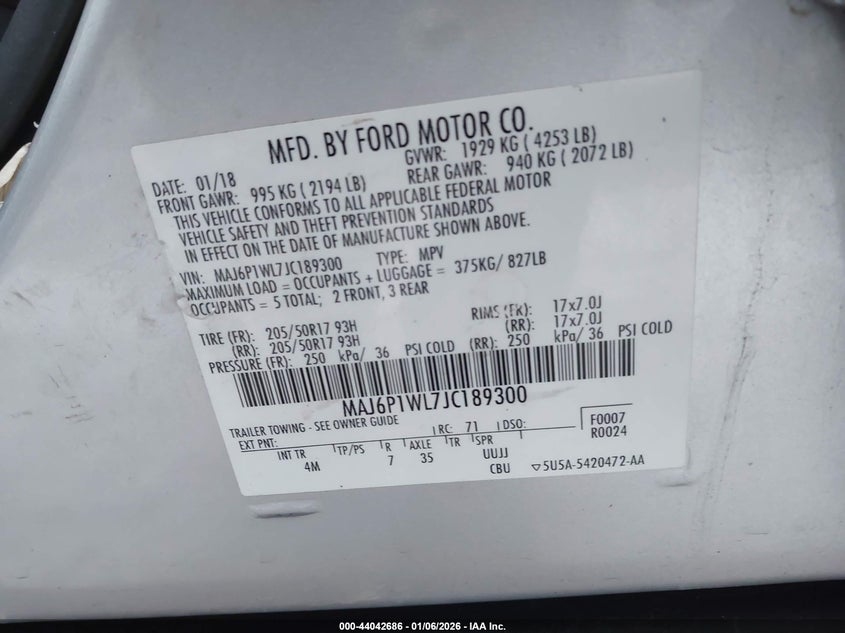 MFD. BY FORD MOTOR CO.
DATE: 01/18 GVWR: 1929 KG ( 4253 LB)
FRONT GAWR: 995 KG ( 2194 LB) REAR GAWR: 940 KG ( 2072 LB)
THIS VEHICLE CONFORMS TO ALL APPLICABLE FEDERAL MOTOR
VEHICLE SAFETY AND THEFT PREVENTION STANDARDS
IN EFFECT ON THE DATE OF MANUFACTURE SHOWN ABOVE.
VIN: MAJ6P1WL7JC189300 TYPE: MPV
MAXIMUM LOAD = OCCUPANTS + LUGGAGE = 375KG/ 827LB
OCCUPANTS = 5 TOTAL; 2 FRONT, 3 REAR
TIRE (FR): 205/50R17 93H RIMS (FR): 17x7.0J
(RR): 205/50R17 93H (RR): 17x7.0J
PRESSURE (FR): 250 kPa/ 36 PSI COLD (RR): 250 kPa/ 36 PSI COLD
MAJ6P1WL7JC189300
TRAILER TOWING - SEE OWNER GUIDE
EXT PNT: RC: 71 DSO: F0007
R0024
INT TR TP/PS R AXLE TR SPR
4M 7 35 UUJJ
CBU 5U5A-5420472-AA
000-44042686 - 01/06/2026 - IAA Inc.